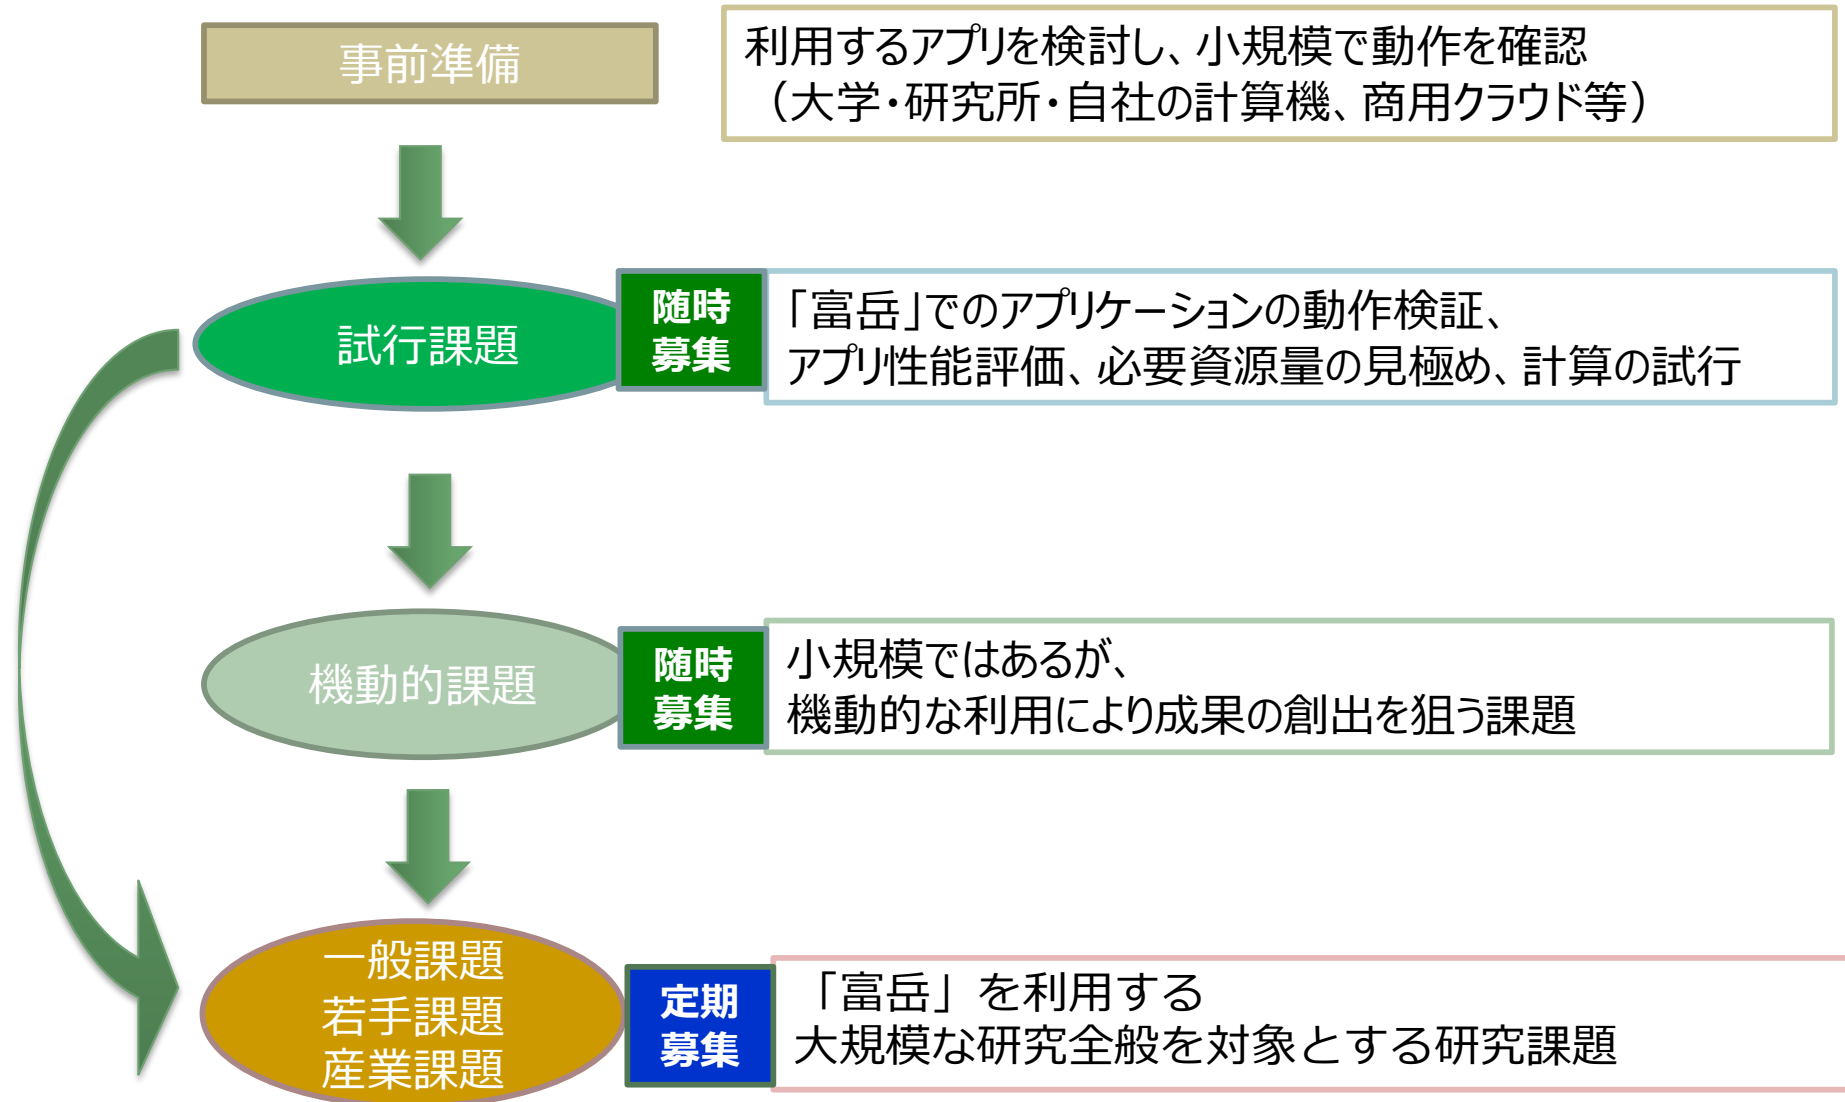 事前準備
利用するアプリを検討し、小規模で動作を確認
（大学・研究所・自社の計算機、商用クラウド等）
試行課題
随時
募集
「富岳」でのアプリケーションの動作検証、
アプリ性能評価、必要資源量の見極め、計算の試行
機動的課題
随時
募集
小規模ではあるが、
機動的な利用により成果の創出を狙う課題
一般課題
若手課題
産業課題
定期
募集
「富岳」を利用する
大規模な研究全般を対象とする研究課題